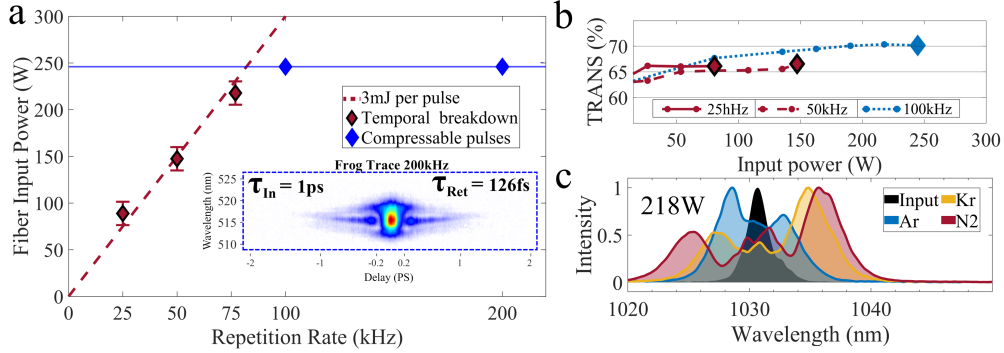 a
Fiber Input Power (W)
300
250
200
150
100
50
0
0
25
50
75
100
200
Repetition Rate (kHz)
3mJ per pulse
Temporal breakdown
Compressable pulses
Frog Trace 200kHz
τIn = 1ps
τRet = 126fs
Wavelength (nm)
525
520
515
510
-2
-1
-0.2
0.2
1
2
Delay (PS)
b
TRANS (%)
70
65
60
25hHz
50kHz
100kHz
50
100
150
200
250
300
Input power (W)
c
218W
Input
Kr
Ar
N2
Intensity
1
0.5
0
1020
1030
1040
Wavelength (nm)